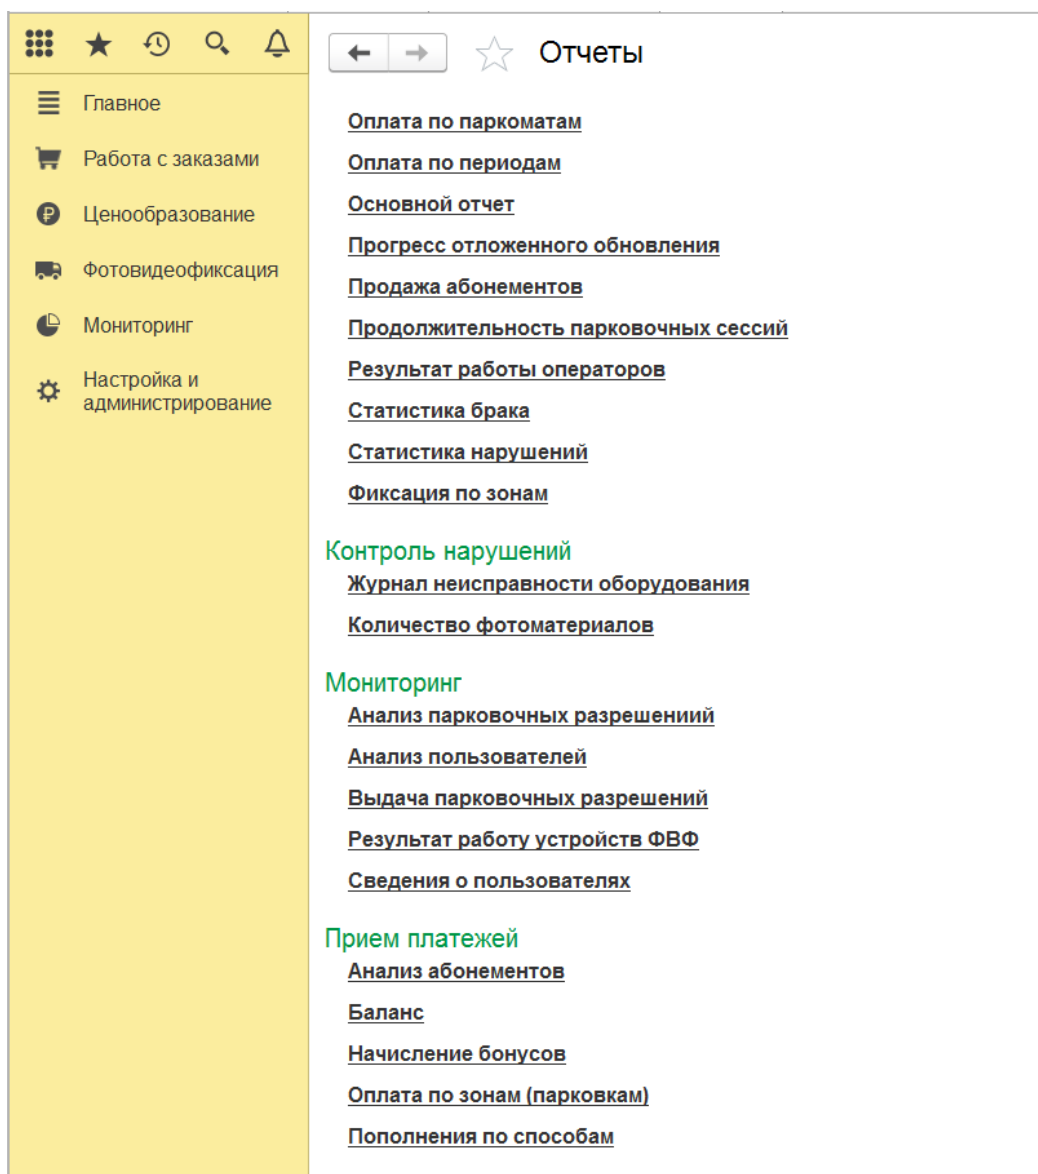 Главное
Работа с заказами
Ценообразование
Фотовидеофиксация
Мониторинг
Настройка и
администрирование
Отчеты
Оплата по паркоматам
Оплата по периодам
Основной отчет
Прогресс отложенного обновления
Продажа абонементов
Продолжительность парковочных сессий
Результат работы операторов
Статистика брака
Статистика нарушений
Фиксация по зонам
Контроль нарушений
Журнал неисправности оборудования
Количество фотоматериалов
Мониторинг
Анализ парковочных разрешениий
Анализ пользователей
Выдача парковочных разрешений
Результат работу устройств ФВФ
Сведения о пользователях
Прием платежей
Анализ абонементов
Баланс
Начисление бонусов
Оплата по зонам (парковкам)
Пополнения по способам